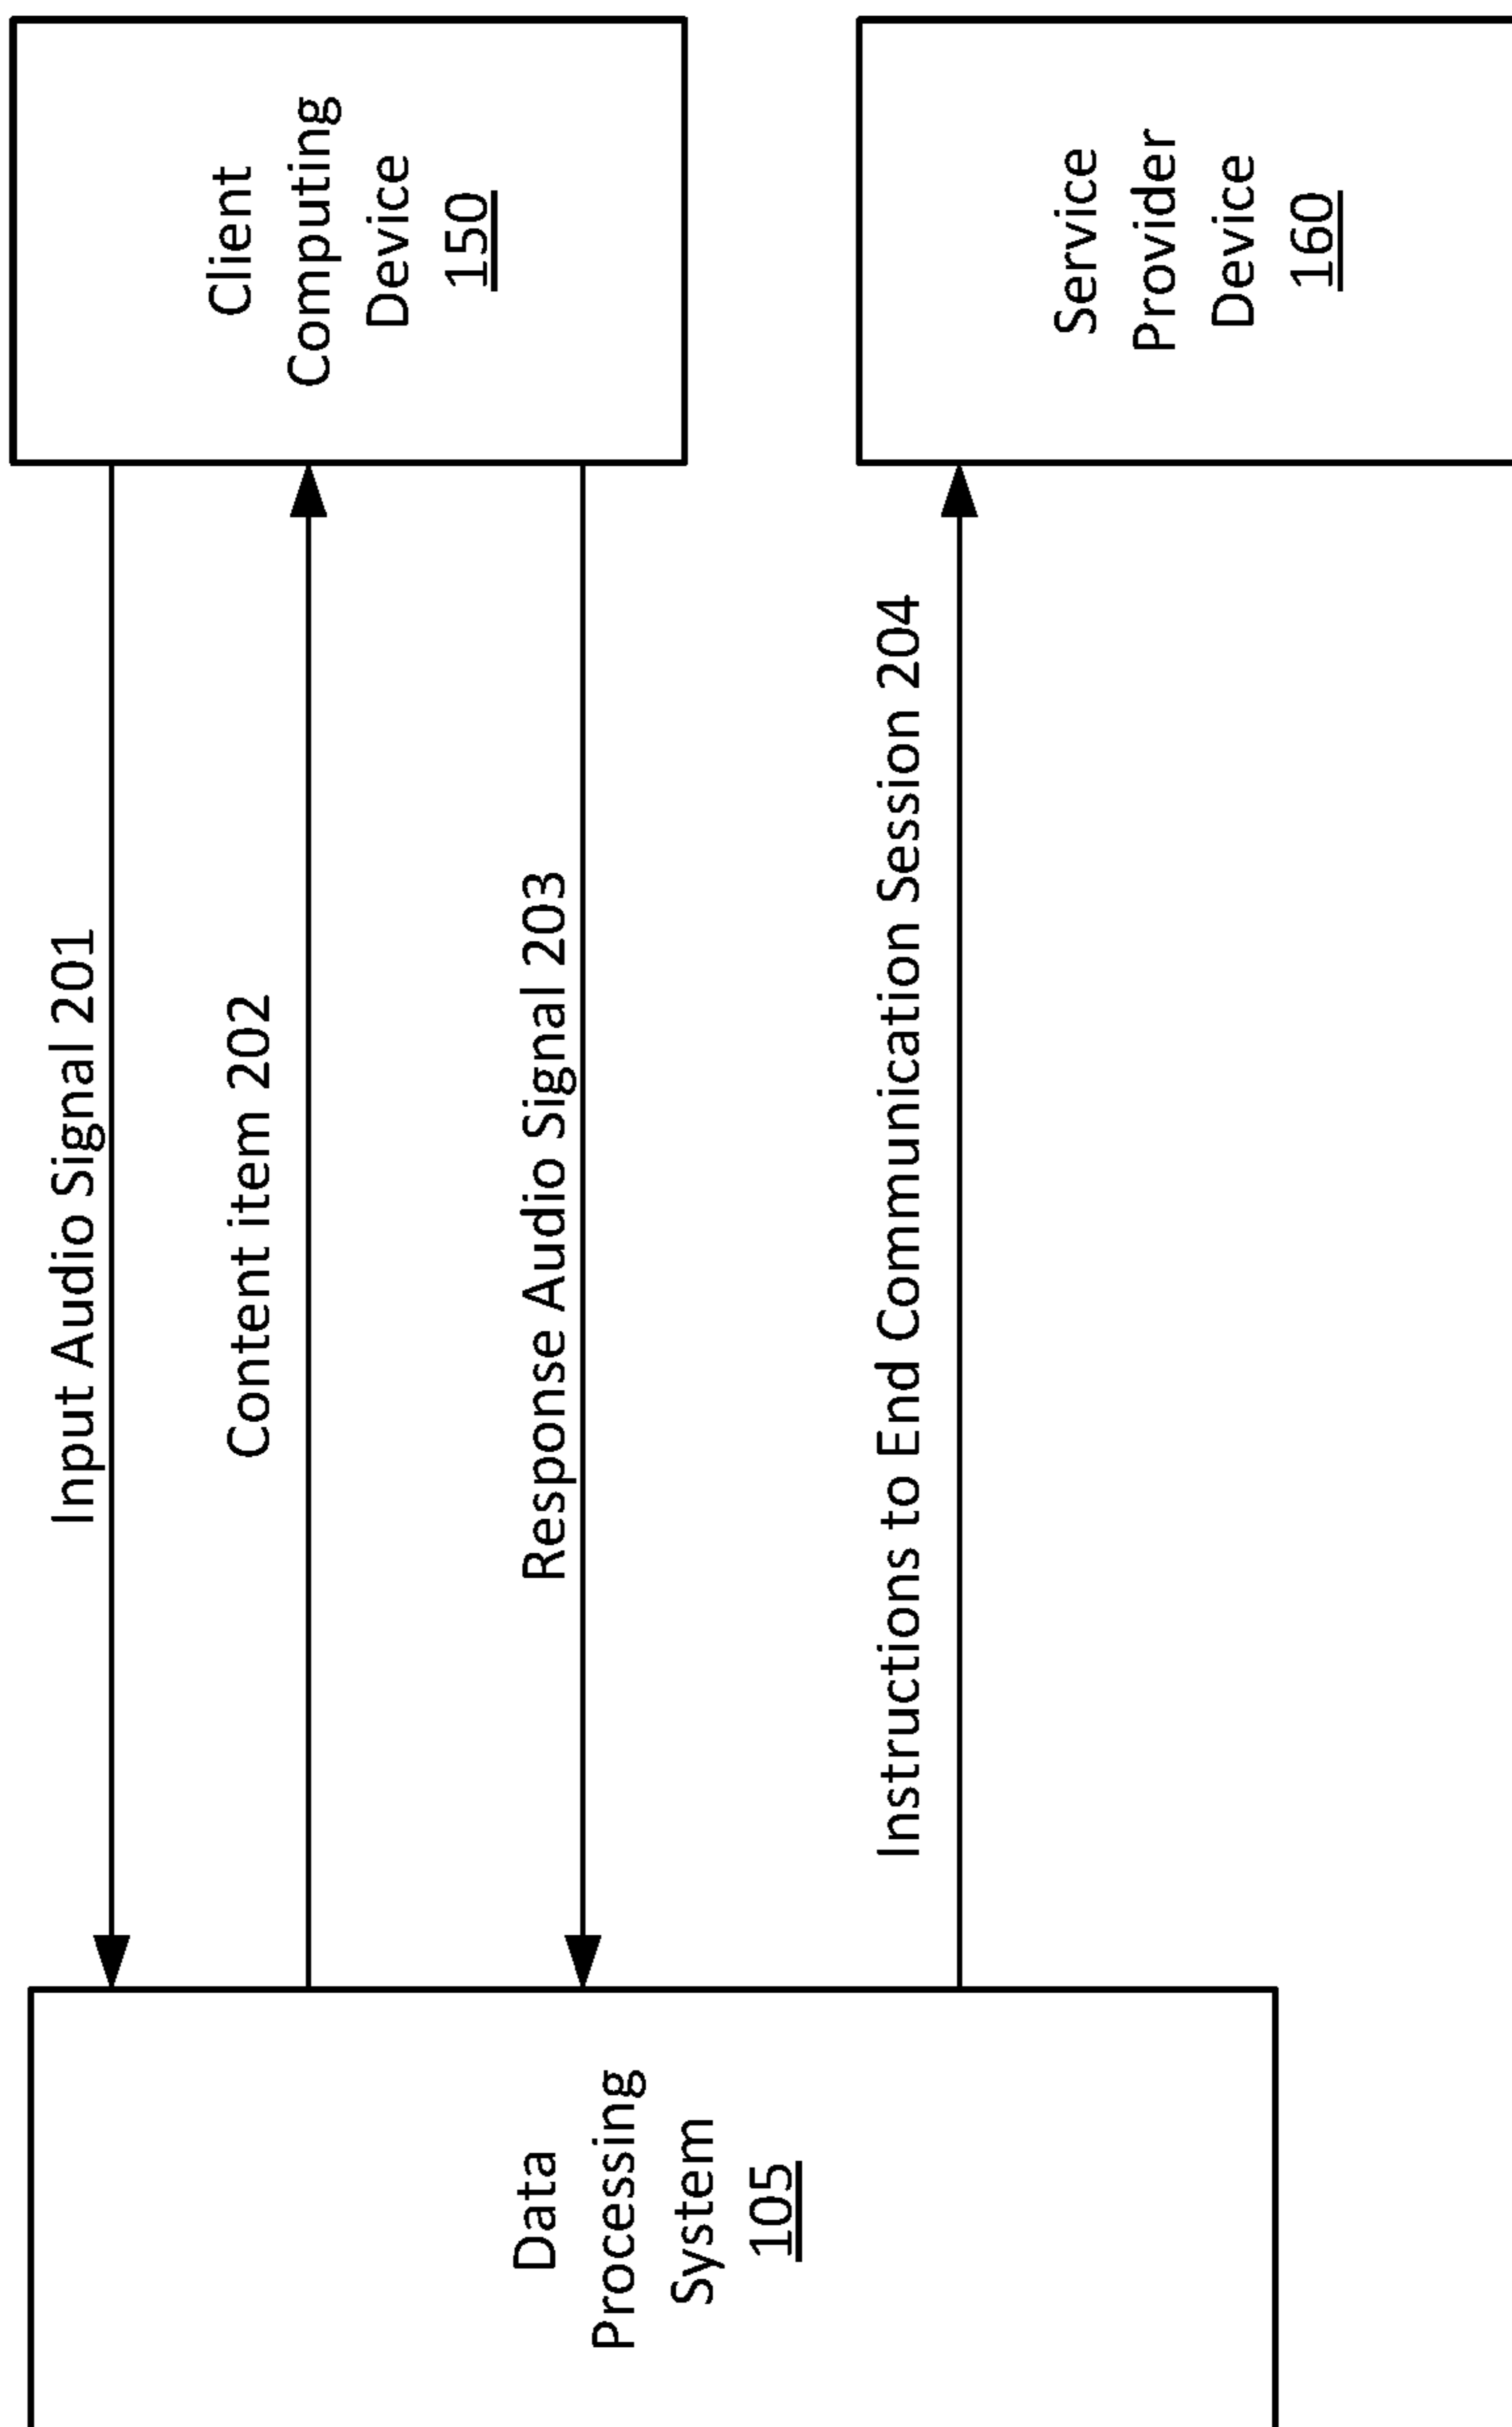 Data
Processing
System
105
Input Audio Signal 201
Content item 202
Response Audio Signal 203
Instructions to End Communication Session 204
Client
Computing
Device
150
Service
Provider
Device
160